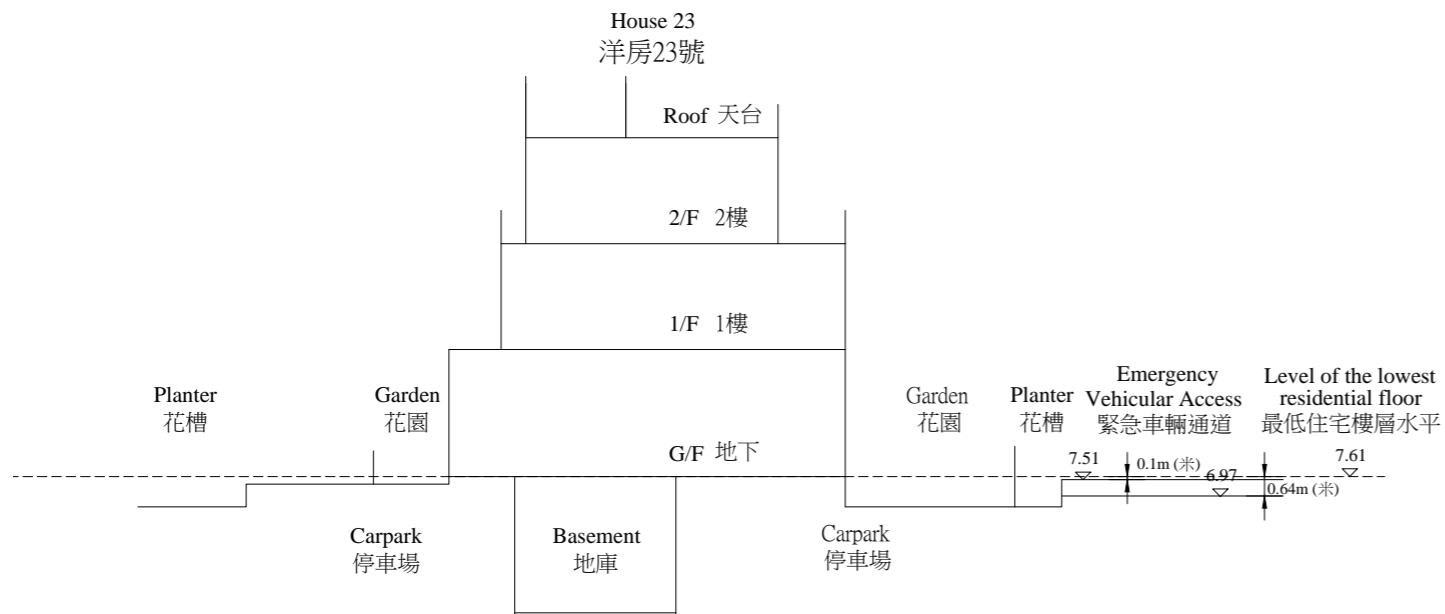 House 23
洋房23號
Roof 天台
2/F 2樓
1/F 1樓
Planter
花槽
Garden
花園
Garden
花園
Planter
花槽
Emergency
Vehicular Access
緊急車輛通道
Level of the lowest
residential floor
最低住宅樓層水平
G/F 地下
7.51
0.1m (米)
6.97
7.61
0.64m (米)
Carpark
停車場
Basement
地庫
Carpark
停車場